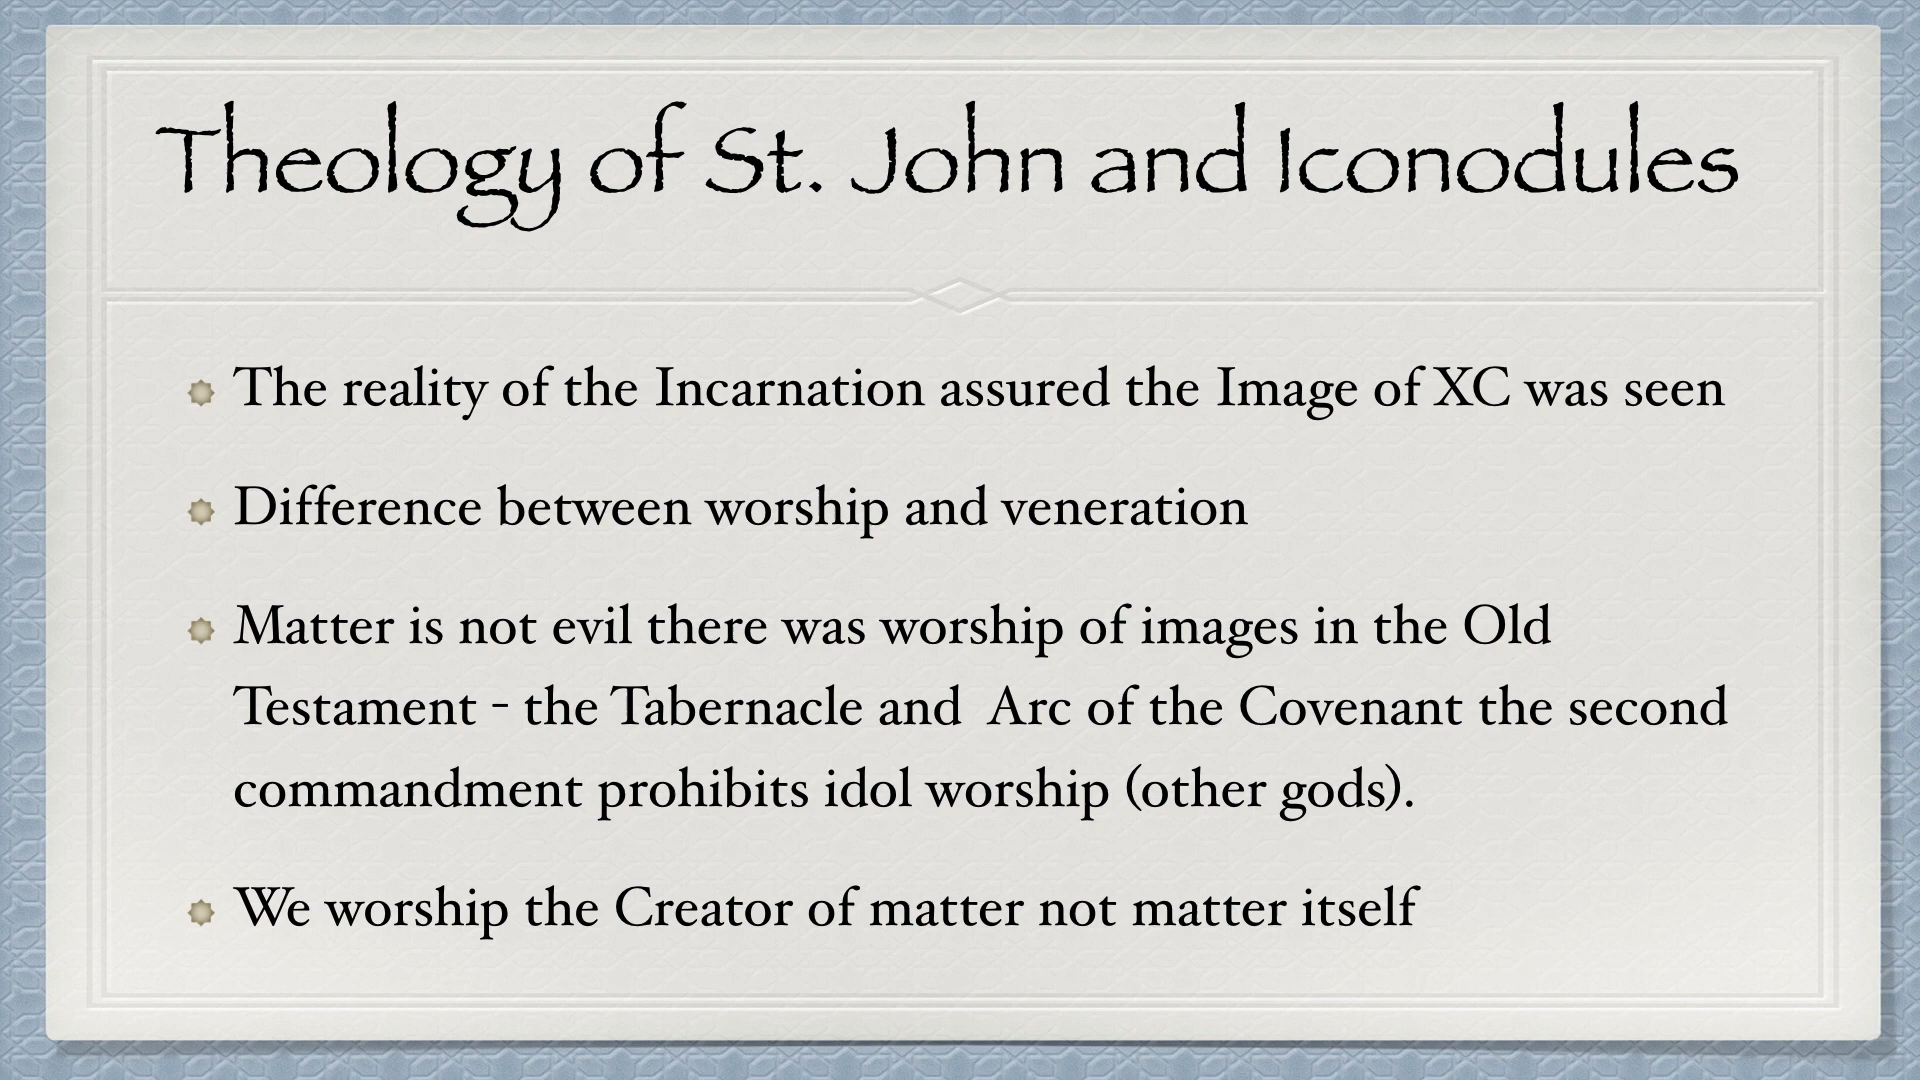 Theology of St. John and Iconodules
The reality of the Incarnation assured the Image of XC was seen
Difference between worship and veneration
Matter is not evil there was worship of images in the Old
Testament - the Tabernacle and  Arc of the Covenant the second
commandment prohibits idol worship (other gods).
We worship the Creator of matter not matter itself